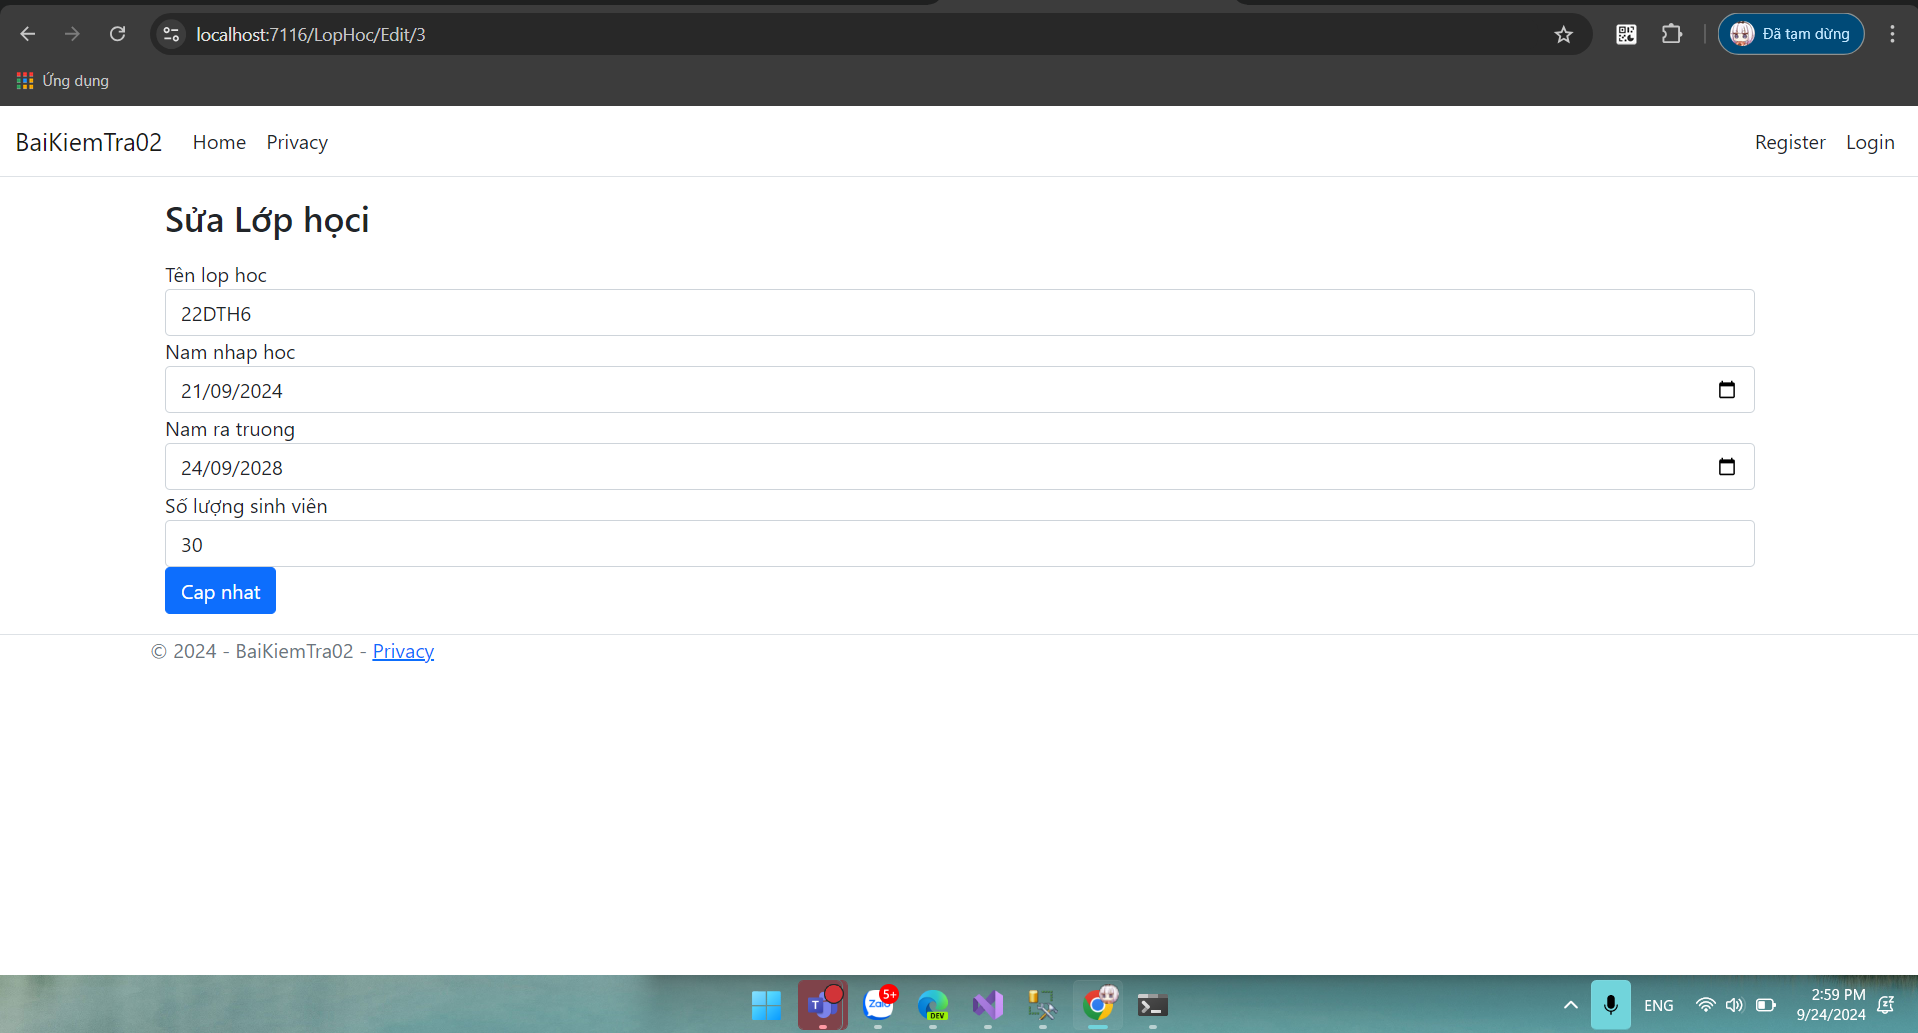 localhost:7116/LopHoc/Edit/3
Đã tạm dừng
Ứng dụng
BaiKiemTra02 Home Privacy Register Login
Sửa Lớp họci
Tên lop hoc
22DTH6
Nam nhap hoc
21/09/2024
Nam ra truong
24/09/2028
Số lượng sinh viên
30
Cap nhat
© 2024 - BaiKiemTra02 - Privacy
T
Zalo
5+
DEV
ENG
2:59 PM
9/24/2024